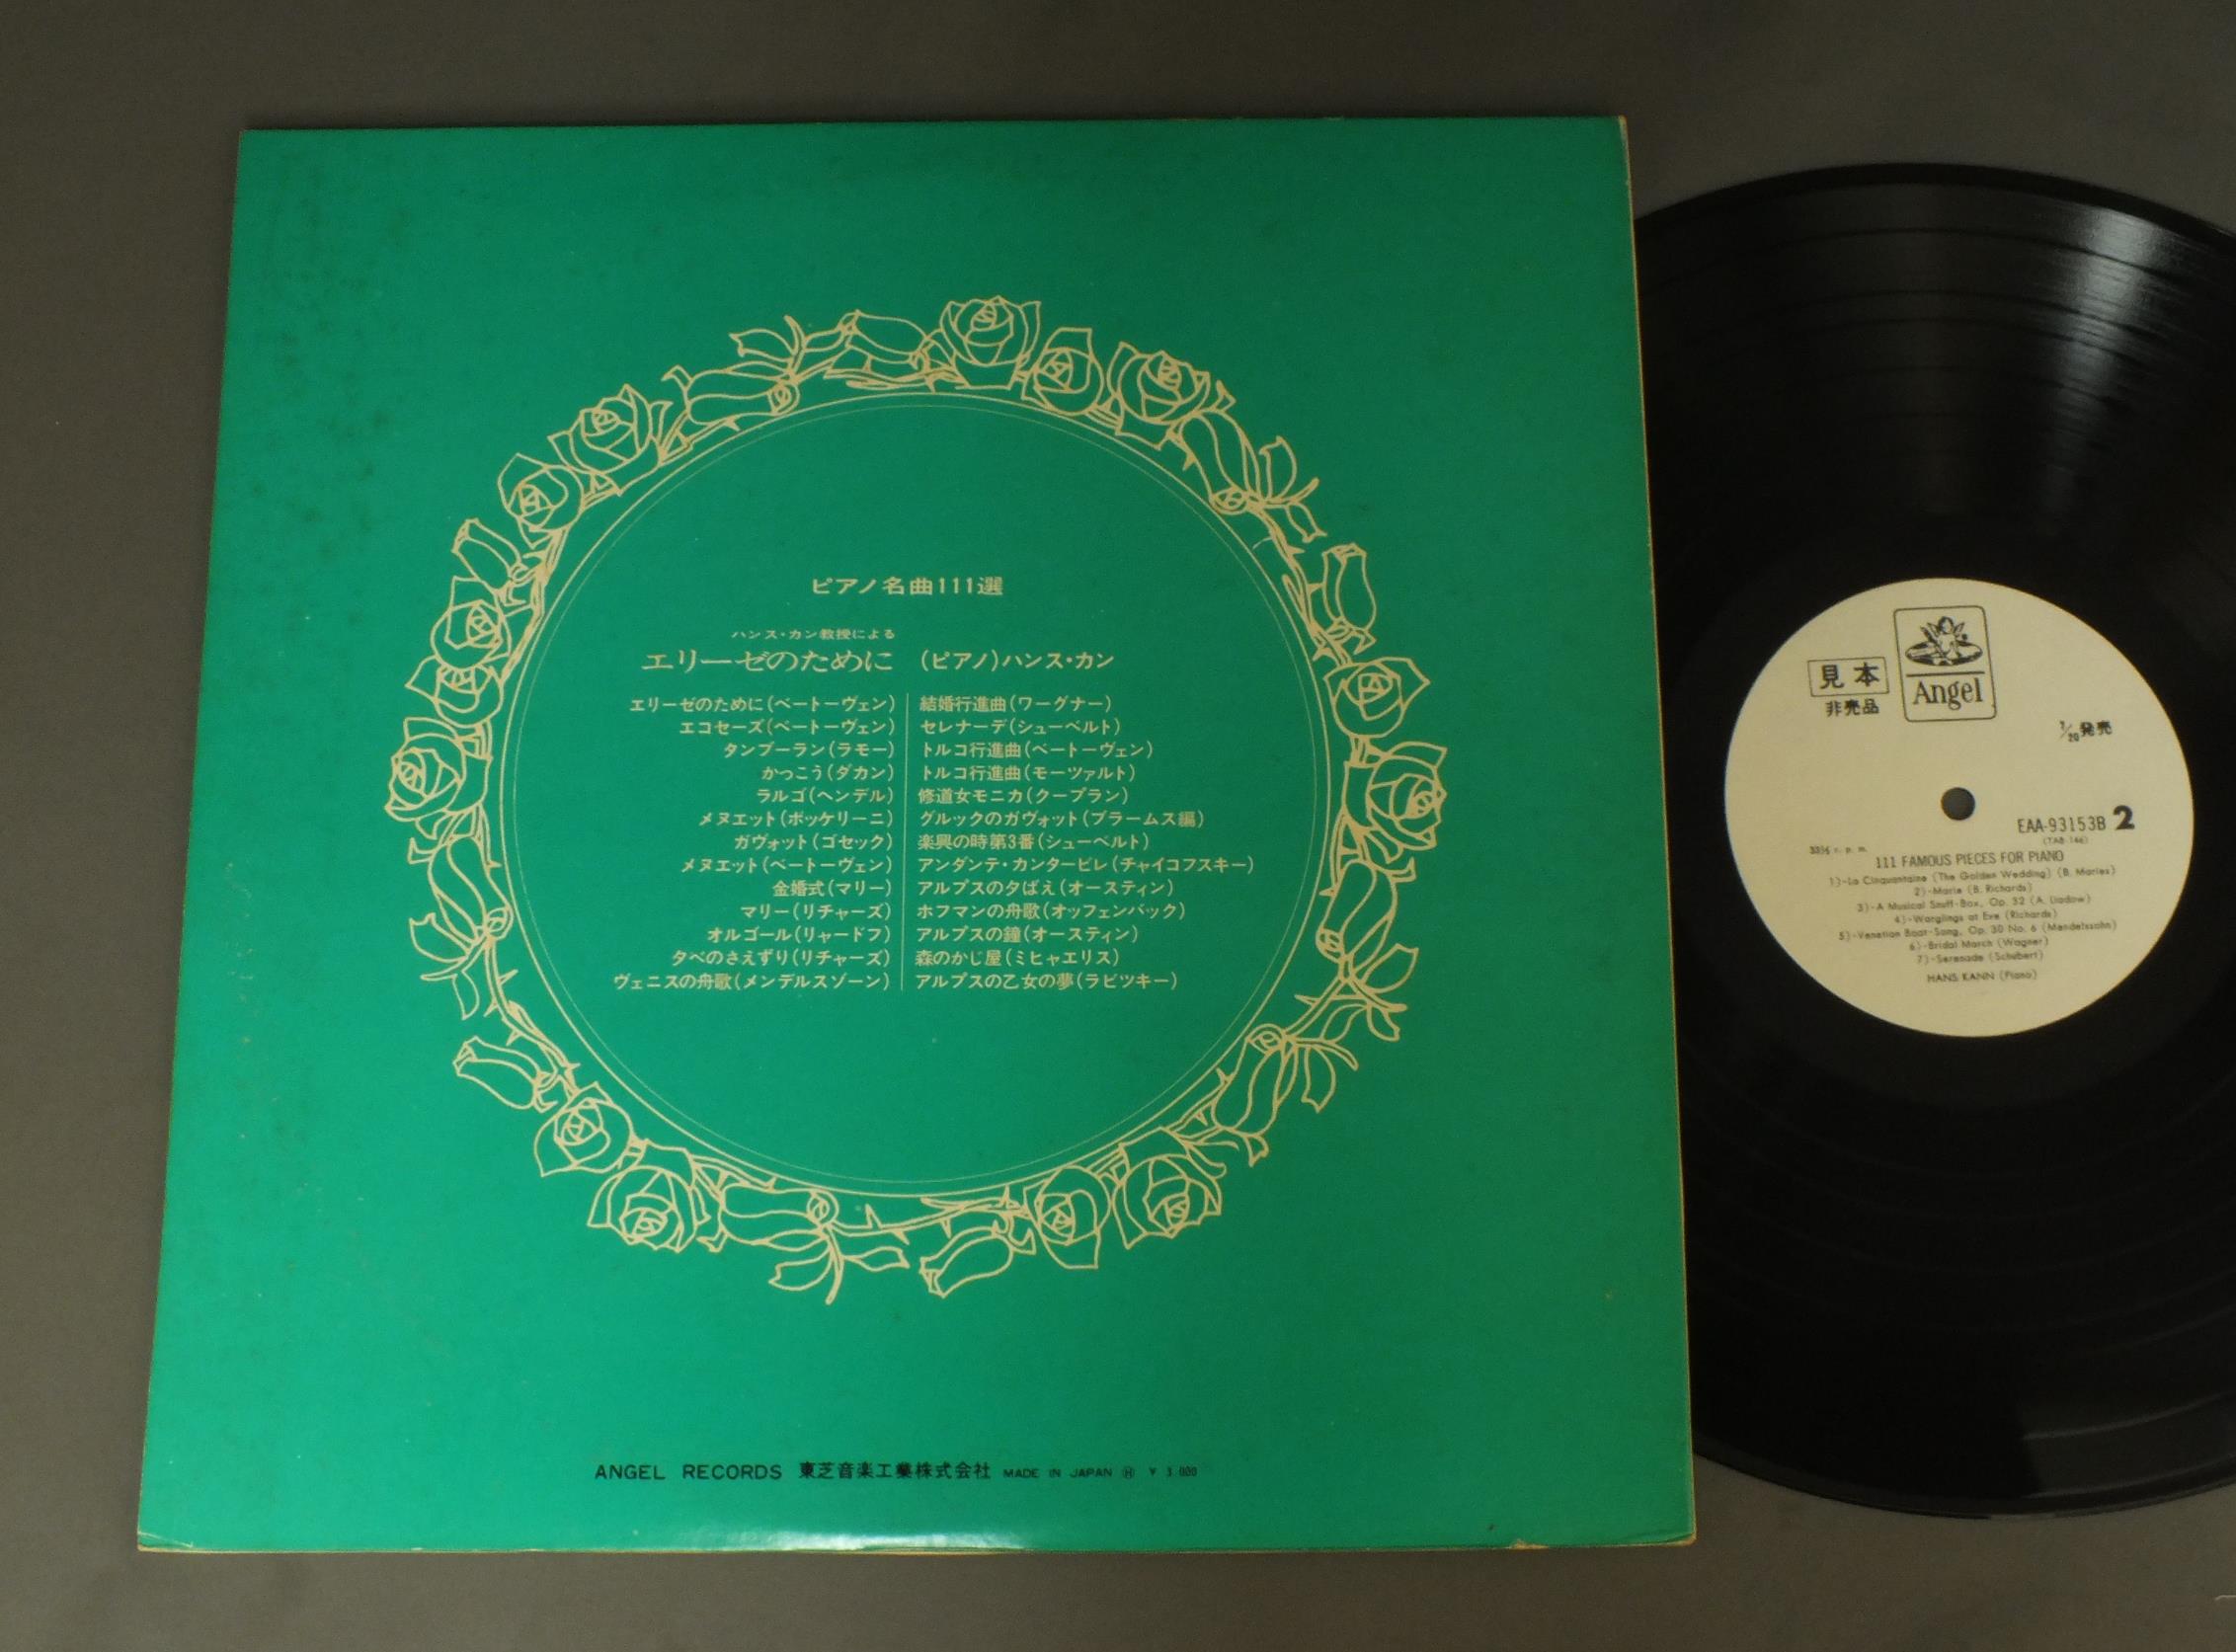 ピアノ名曲111選
ハンス・カン教授による
エリーゼのために (ピアノ)ハンス・カン
エリーゼのために(ベートーヴェン)
エコセーズ(ベートーヴェン)
タンブーラン(ラモー)
かっこう(ダカン)
ラルゴ(ヘンデル)
メヌエット(ボッケリーニ)
ガヴォット(ゴセック)
メヌエット(ベートーヴェン)
金婚式(マリー)
マリー(リチャーズ)
オルゴール(リャードフ)
夕べのさえずり(リチャーズ)
ヴェニスの舟歌(メンデルスゾーン)
結婚行進曲(ワーグナー)
セレナーデ(シューベルト)
トルコ行進曲(ベートーヴェン)
トルコ行進曲(モーツァルト)
修道女モニカ(クープラン)
グルックのガヴォット(ブラームス編)
楽興の時第3番(シューベルト)
アンダンテ・カンタービレ(チャイコフスキー)
アルプスの夕ばえ(オースティン)
ホフマンの舟歌(オッフェンバック)
アルプスの鐘(オースティン)
森のかじ屋(ミヒャエリス)
アルプスの乙女の夢(ラビツキー)
ANGEL RECORDS 東芝音楽工業株式会社 MADE IN JAPAN Ⓗ ¥
見本
非売品
Angel
発売
EAA-93153B 2
(TAB 146)
33⅓ r. p. m.
111 FAMOUS PIECES FOR PIANO
1)-La Cinquantaine (The Golden Wedding) (B. Maries)
2)-Marie (B. Richards)
3)-A Musical Snuff-Box, Op. 32 (A. Liadow)
4)-Wanglings at Eve (Richards)
5)-Venetian Boat-Song, Op. 30 No. 6 (Mendelssohn)
6)-Bridal March (Wagner)
7)-Serenade (Schubert)
HANS KANN (Piano)